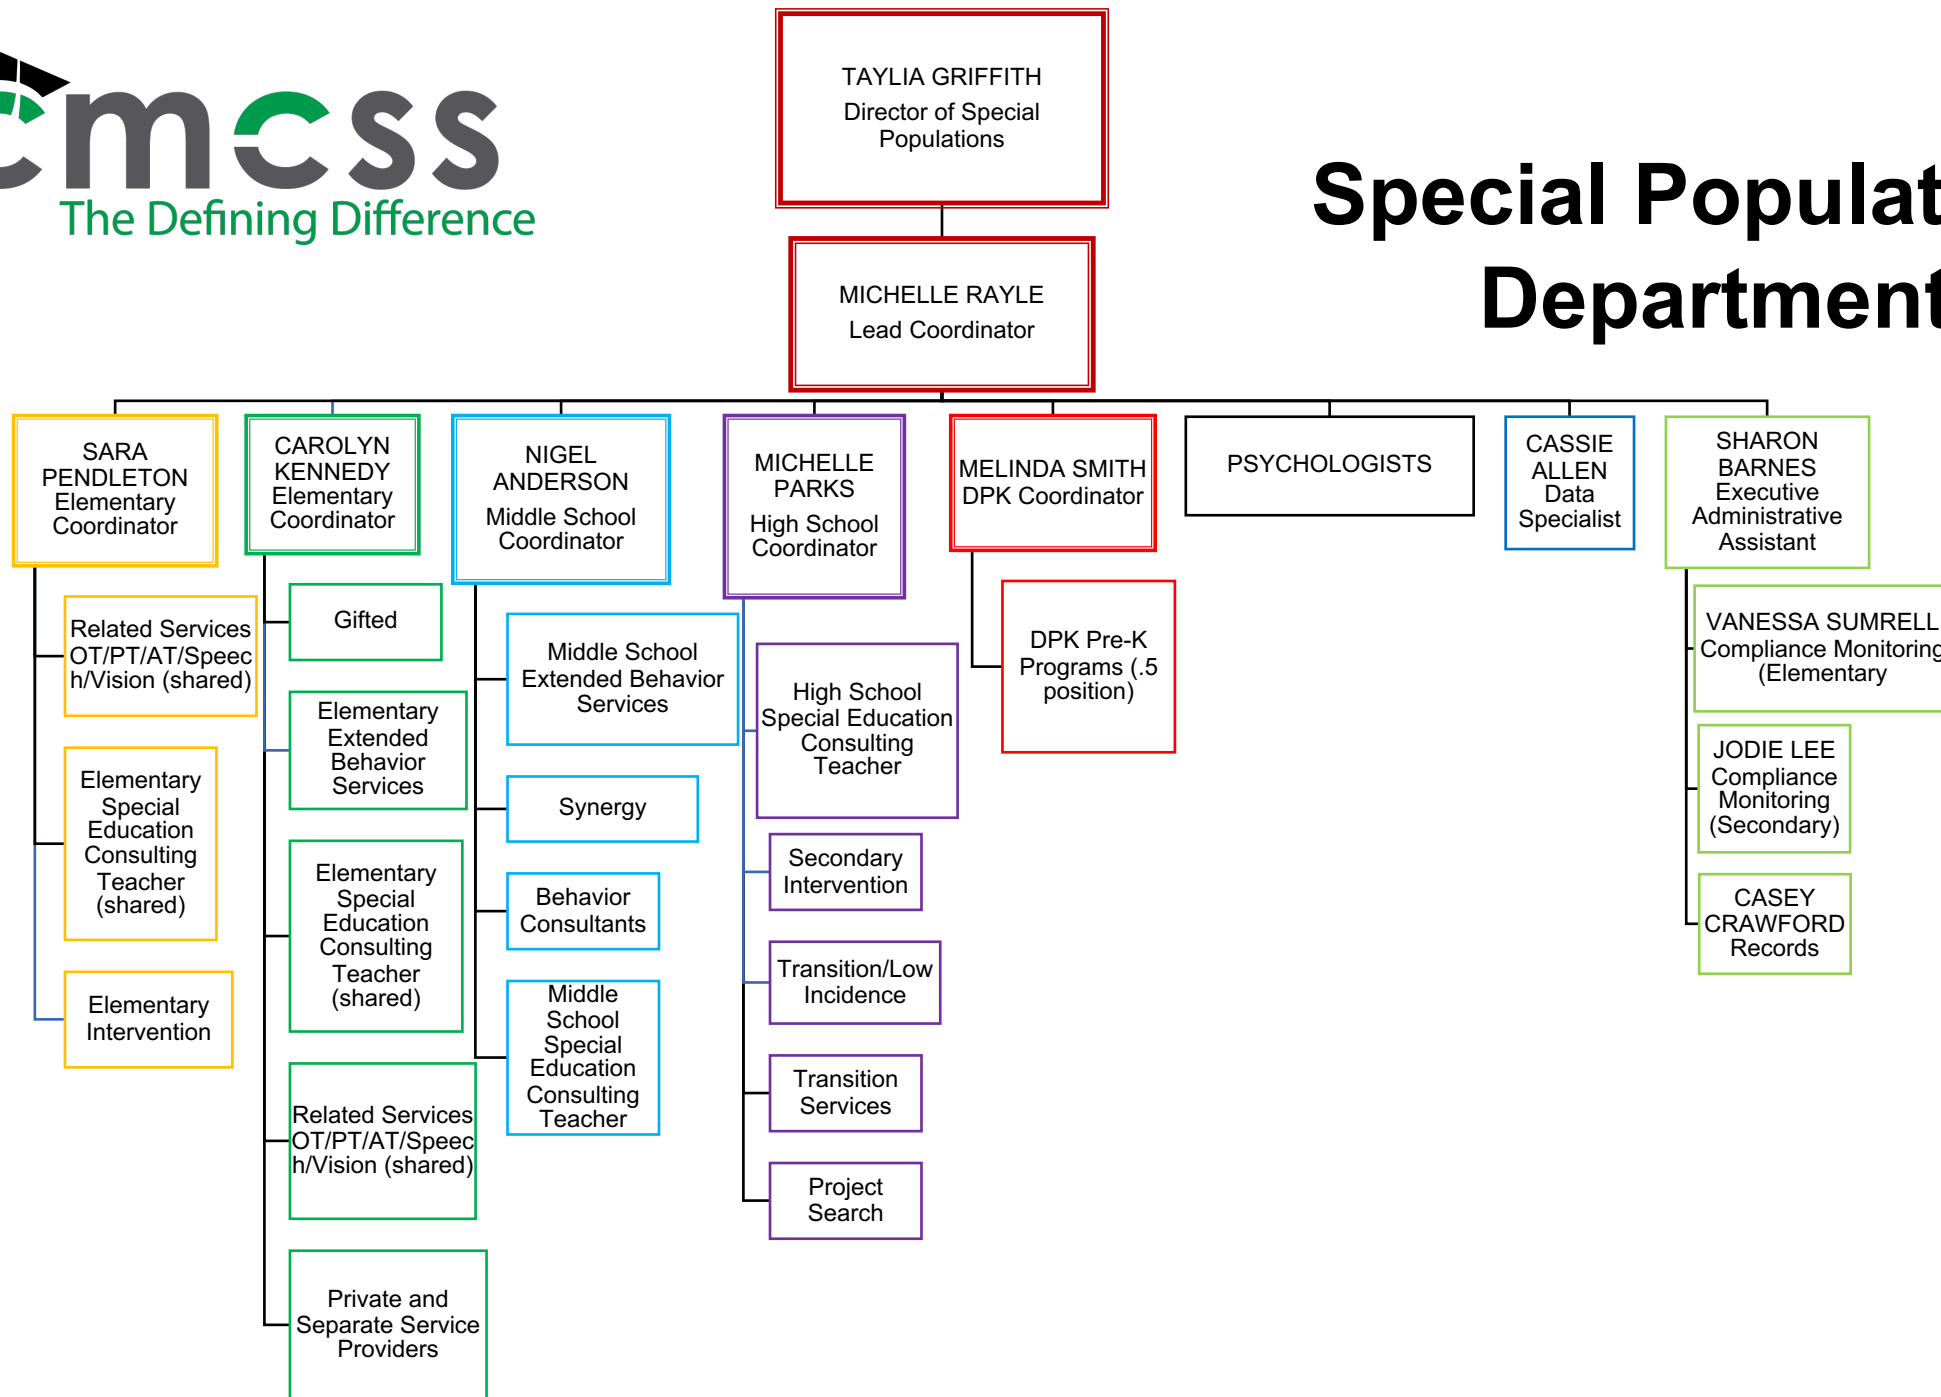 cmcss
The Defining Difference
TAYLIA GRIFFITH
Director of Special
Populations
Special Populat
Department
MICHELLE RAYLE
Lead Coordinator
SARA
PENDLETON
Elementary
Coordinator
Related Services
OT/PT/AT/Speec
h/Vision (shared)
Elementary
Special
Education
Consulting
Teacher
(shared)
Elementary
Intervention
CAROLYN
KENNEDY
Elementary
Coordinator
Gifted
Elementary
Extended
Behavior
Services
Elementary
Special
Education
Consulting
Teacher
(shared)
Related Services
OT/PT/AT/Speec
h/Vision (shared)
Private and
Separate Service
Providers
NIGEL
ANDERSON
Middle School
Coordinator
Middle School
Extended Behavior
Services
Synergy
Behavior
Consultants
Middle
School
Special
Education
Consulting
Teacher
MICHELLE
PARKS
High School
Coordinator
High School
Special Education
Consulting
Teacher
Secondary
Intervention
Transition/Low
Incidence
Transition
Services
Project
Search
MELINDA SMITH
DPK Coordinator
DPK Pre-K
Programs (.5
position)
PSYCHOLOGISTS
CASSIE
ALLEN
Data
Specialist
SHARON
BARNES
Executive
Administrative
Assistant
VANESSA SUMRELL
Compliance Monitoring
(Elementary
JODIE LEE
Compliance
Monitoring
(Secondary)
CASEY
CRAWFORD
Records